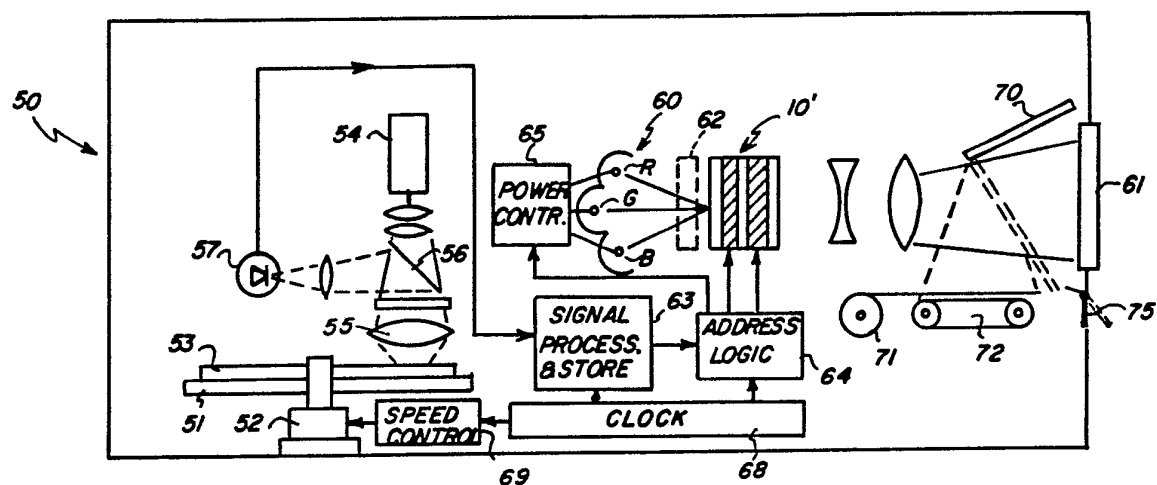 50
54
57
56
55
53
51
52
65
POWER
CONTR.
60
R
G
B
62
10'
70
61
SIGNAL
PROCESS.
& STORE
63
ADDRESS
LOGIC
64
71
72
75
SPEED
CONTROL
69
CLOCK
68